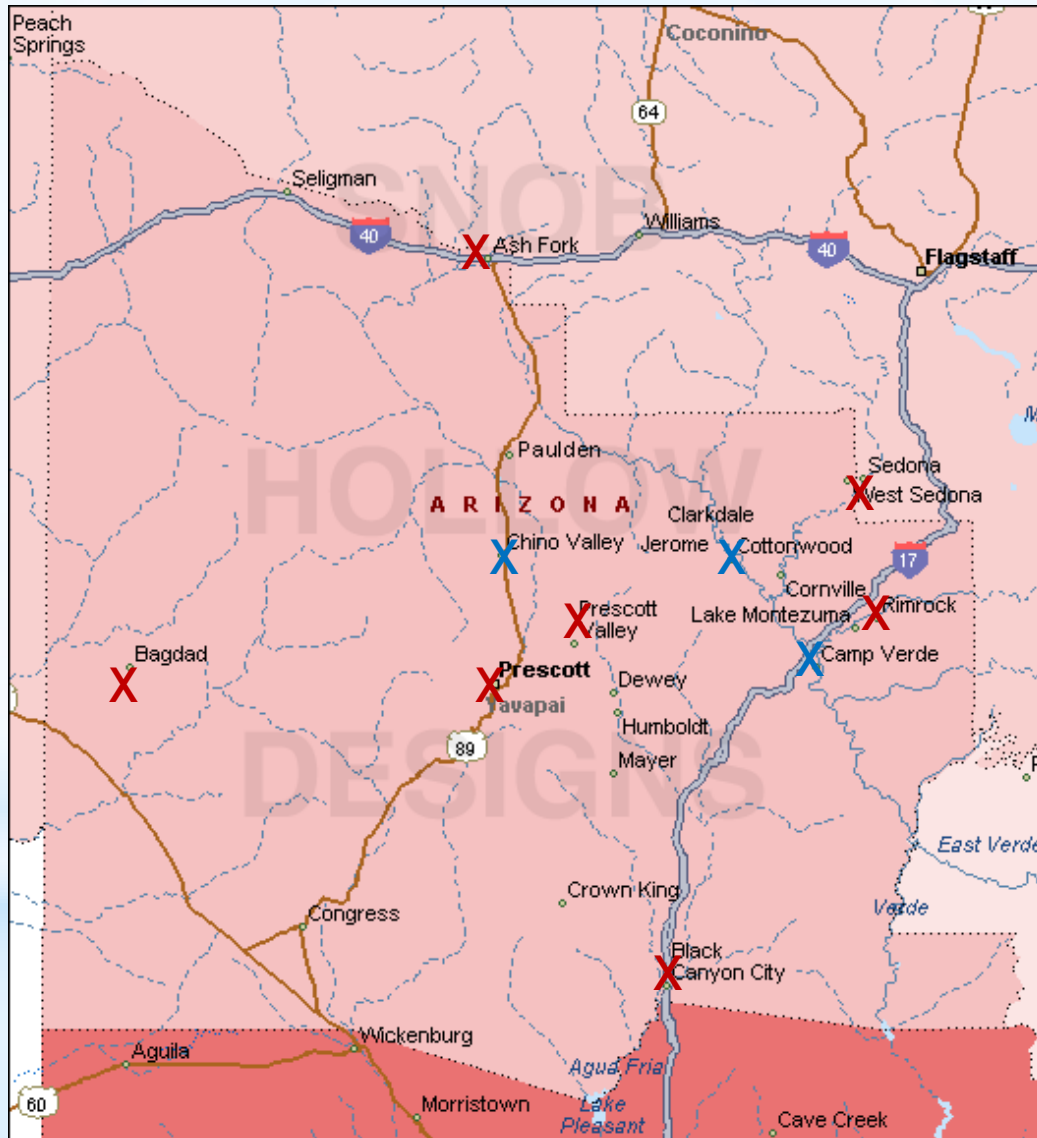 Peach
Springs
Coconino
64
SNOB
Seligman
Williams
40
X Ash Fork
40
Flagstaff
Paulden
HOLLOW
Sedona
X
West Sedona
ARIZONA
Clarkdale
Chino Valley
X
Jerome
X
Cottonwood
17
Cornville
Prescott
Valley
X
Lake Montezuma
X
Rimrock
Bagdad
X
Camp Verde
X
Prescott
X
Yavapai
Dewey
Humboldt
89
DESIGNS
Mayer
East Verde
Crown King
Verde
Congress
Black
Canyon City
X
Wickenburg
Aguila
Agua Fria
60
Morristown
Lake
Pleasant
Cave Creek